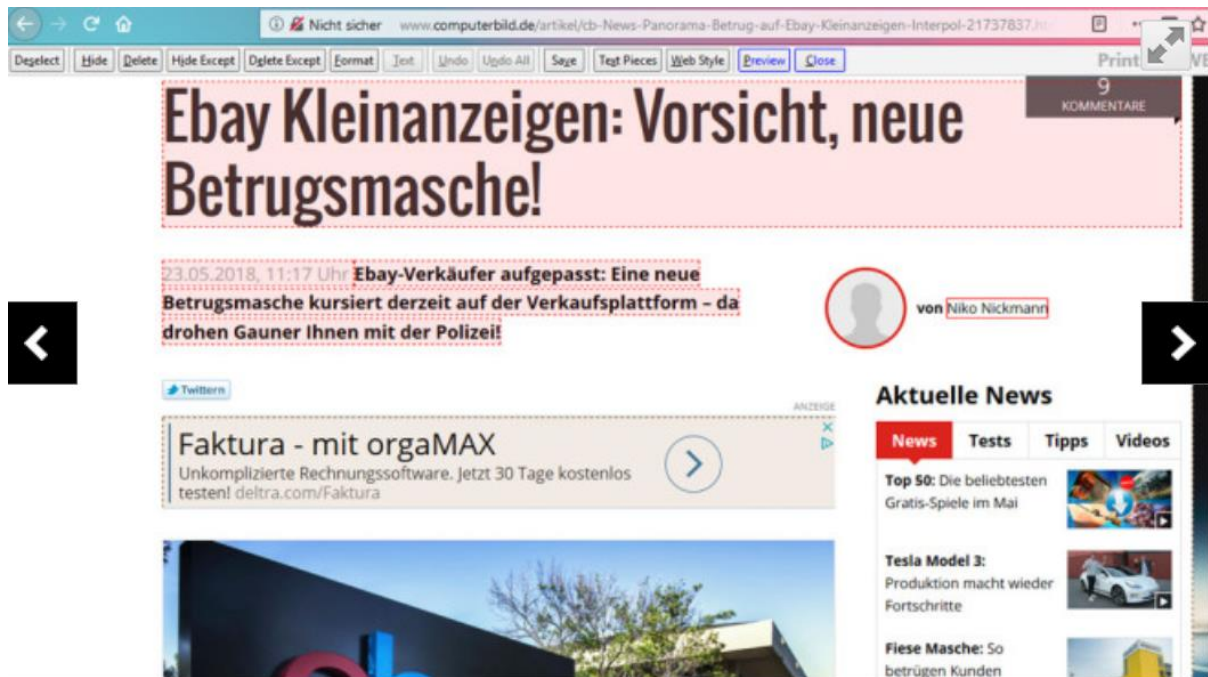 Nicht sicher www.computerbild.de/artikel/cb-News-Panorama-Betrug-auf-Ebay-Kleinanzeigen-Interpol-21737837.
Deselect Hide Delete Hide Except Delete Except Format Text Undo Undo All Save Text Pieces Web Style Preview Close Print
9
KOMMENTARE
Ebay Kleinanzeigen: Vorsicht, neue
Betrugsmasche!
23.05.2018, 11:17 Uhr Ebay-Verkäufer aufgepasst: Eine neue
Betrugsmasche kursiert derzeit auf der Verkaufsplattform – da
drohen Gauner Ihnen mit der Polizei!
von Niko Nickmann
Twittern
ANZEIGE
Faktura - mit orgaMAX
Unkomplizierte Rechnungssoftware. Jetzt 30 Tage kostenlos
testen! deltra.com/Faktura
Aktuelle News
News Tests Tipps Videos
Top 50: Die beliebtesten
Gratis-Spiele im Mai
Tesla Model 3:
Produktion macht wieder
Fortschritte
Fiese Masche: So
betrügen Kunden